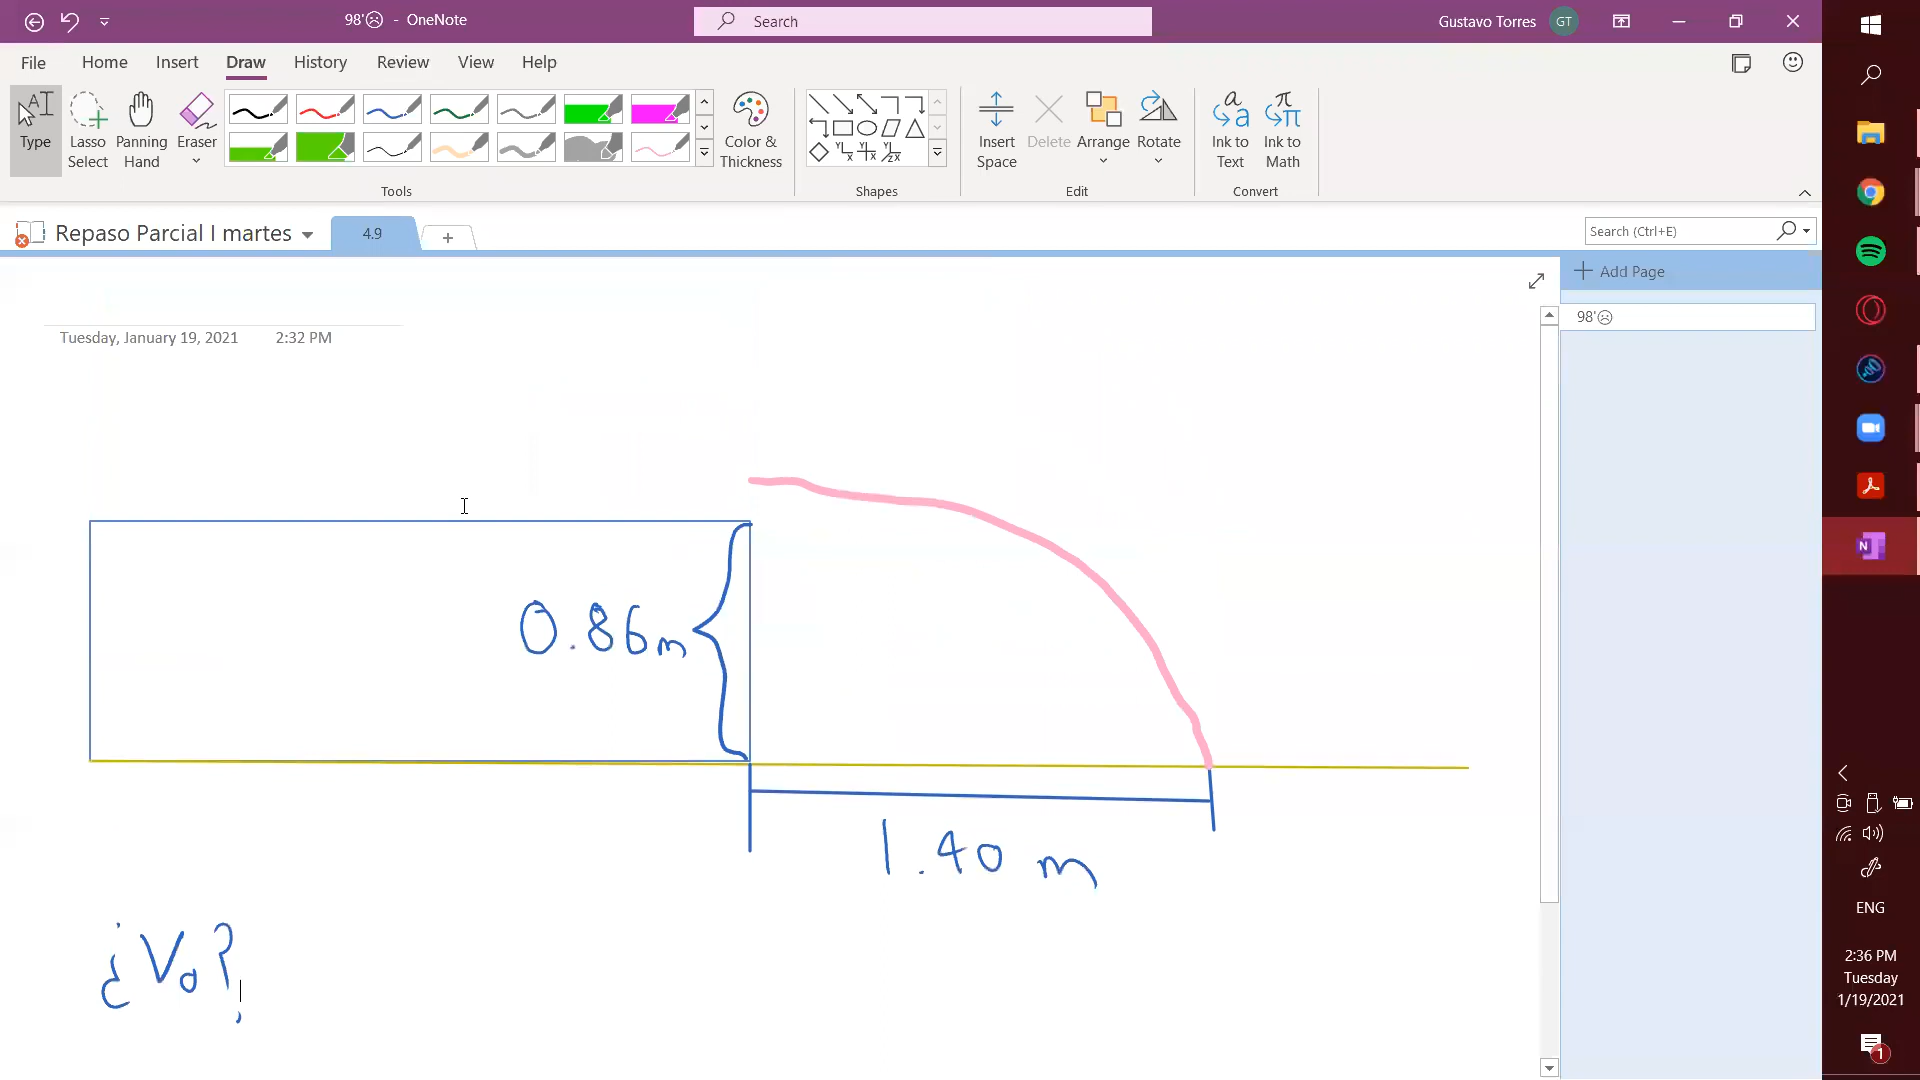 98'☹ - OneNote
Search
Gustavo Torres GT
File Home Insert Draw History Review View Help
Type
Lasso Select
Panning Hand
Eraser
Color & Thickness
Insert Space
Delete
Arrange
Rotate
Ink to Text
Ink to Math
Tools
Shapes
Edit
Convert
Repaso Parcial I martes
4.9
Search (Ctrl+E)
Add Page
98'☹
Tuesday, January 19, 2021 2:32 PM
0.86m
1.40 m
¿Vo?
ENG
2:36 PM
Tuesday
1/19/2021
1